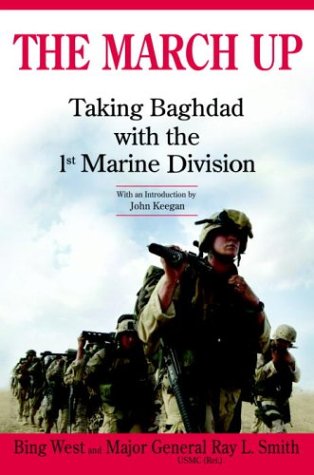 THE MARCH UP
Taking Baghdad
with the
1st Marine Division
With an Introduction by
John Keegan
Bing West and Major General Ray L. Smith
USMC (Ret.)